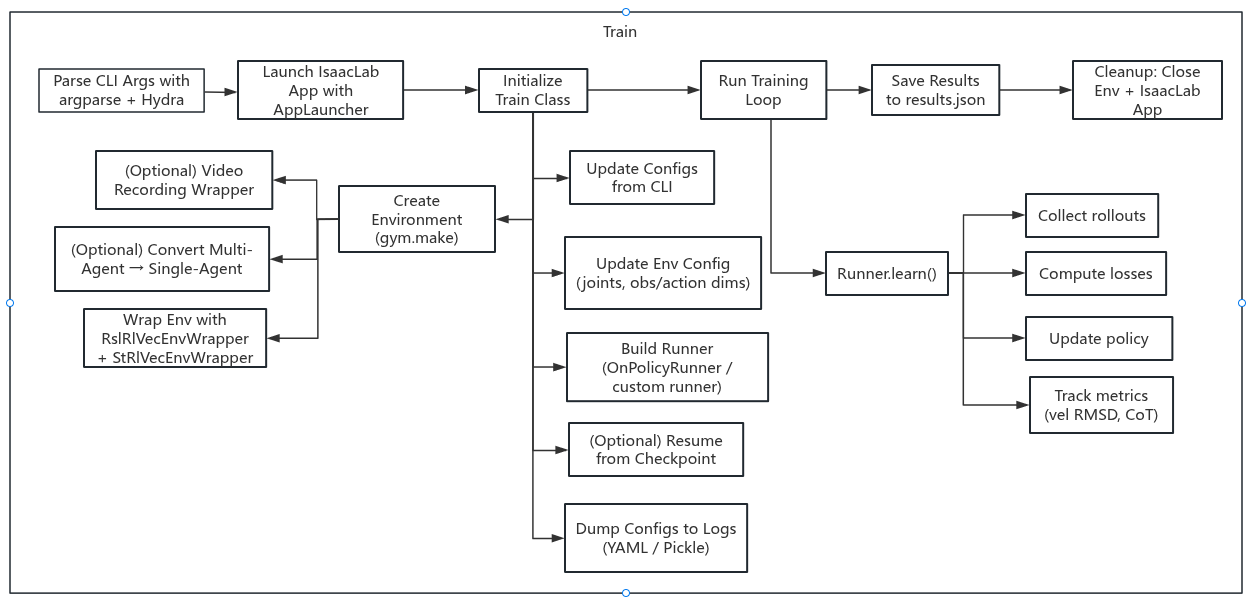 Train
Parse CLI Args with
argparse + Hydra
Launch IsaacLab
App with
AppLauncher
Initialize
Train Class
Run Training
Loop
Save Results
to results.json
Cleanup: Close
Env + IsaacLab
App
(Optional) Video
Recording Wrapper
(Optional) Convert Multi-
Agent → Single-Agent
Wrap Env with
RslRlVecEnvWrapper
+ StRlVecEnvWrapper
Create
Environment
(gym.make)
Update Configs
from CLI
Update Env Config
(joints, obs/action dims)
Build Runner
(OnPolicyRunner /
custom runner)
(Optional) Resume
from Checkpoint
Dump Configs to Logs
(YAML / Pickle)
Runner.learn()
Collect rollouts
Compute losses
Update policy
Track metrics
(vel RMSD, CoT)